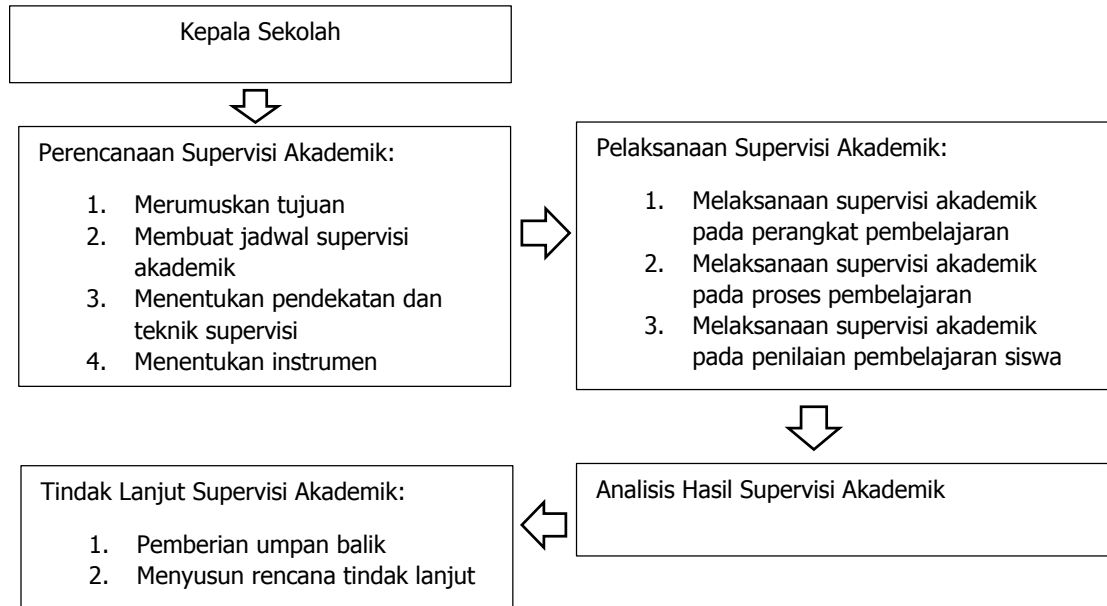 Kepala Sekolah
Perencanaan Supervisi Akademik:
1. Merumuskan tujuan
2. Membuat jadwal supervisi
akademik
3. Menentukan pendekatan dan
teknik supervisi
4. Menentukan instrumen
Pelaksanaan Supervisi Akademik:
1. Melaksanaan supervisi akademik
pada perangkat pembelajaran
2. Melaksanaan supervisi akademik
pada proses pembelajaran
3. Melaksanaan supervisi akademik
pada penilaian pembelajaran siswa
Analisis Hasil Supervisi Akademik
Tindak Lanjut Supervisi Akademik:
1. Pemberian umpan balik
2. Menyusun rencana tindak lanjut